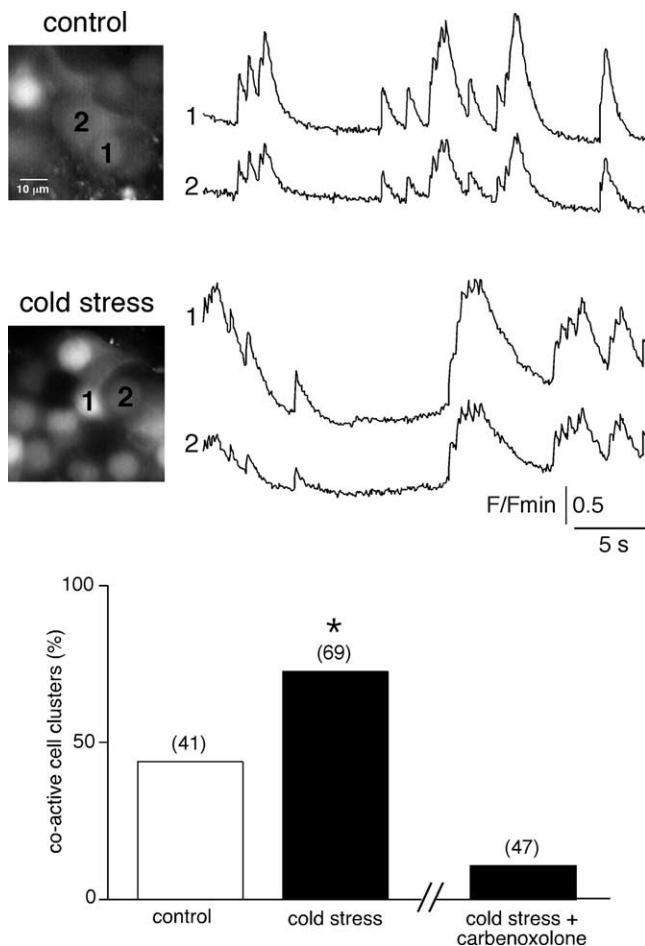 control
2
1
10 µm
1
2
cold stress
1
2
1
2
F/Fmin
0.5
5 s
co-active cell clusters (%)
100
50
0
(41)
*
(69)
(47)
control
cold stress
cold stress +
carbenoxolone